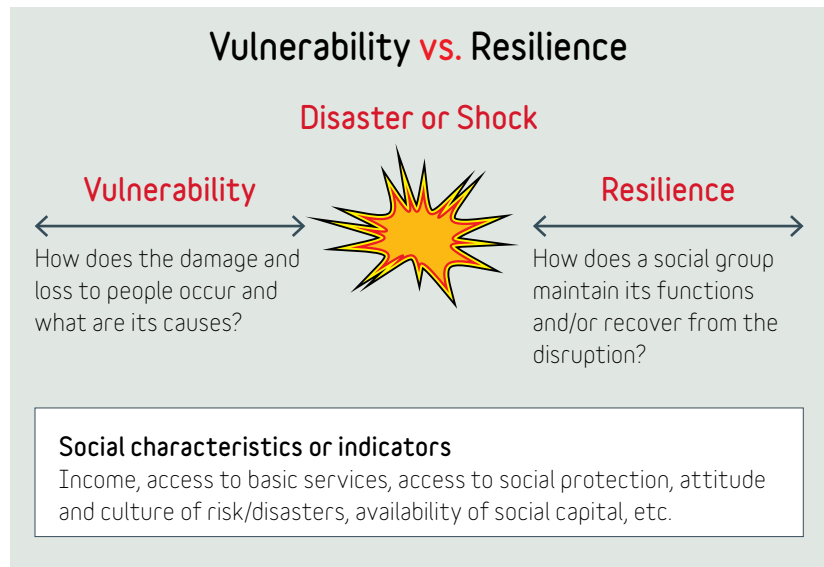 Vulnerability vs. Resilience
Disaster or Shock
Vulnerability
How does the damage and
loss to people occur and
what are its causes?
Resilience
How does a social group
maintain its functions
and/or recover from the
disruption?
Social characteristics or indicators
Income, access to basic services, access to social protection, attitude
and culture of risk/disasters, availability of social capital, etc.